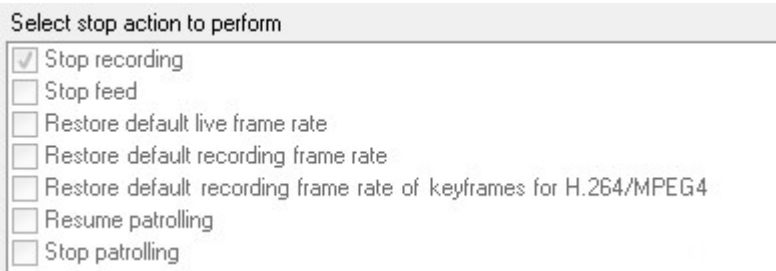 Select stop action to perform
Stop recording
Stop feed
Restore default live frame rate
Restore default recording frame rate
Restore default recording frame rate of keyframes for H.264/MPEG4
Resume patrolling
Stop patrolling